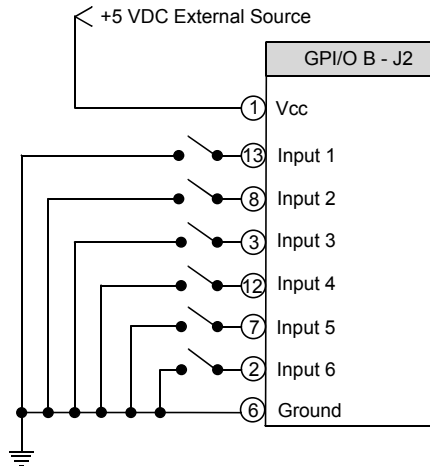 +5 VDC External Source
GPI/O B - J2
1 Vcc
13 Input 1
8 Input 2
3 Input 3
12 Input 4
7 Input 5
2 Input 6
6 Ground